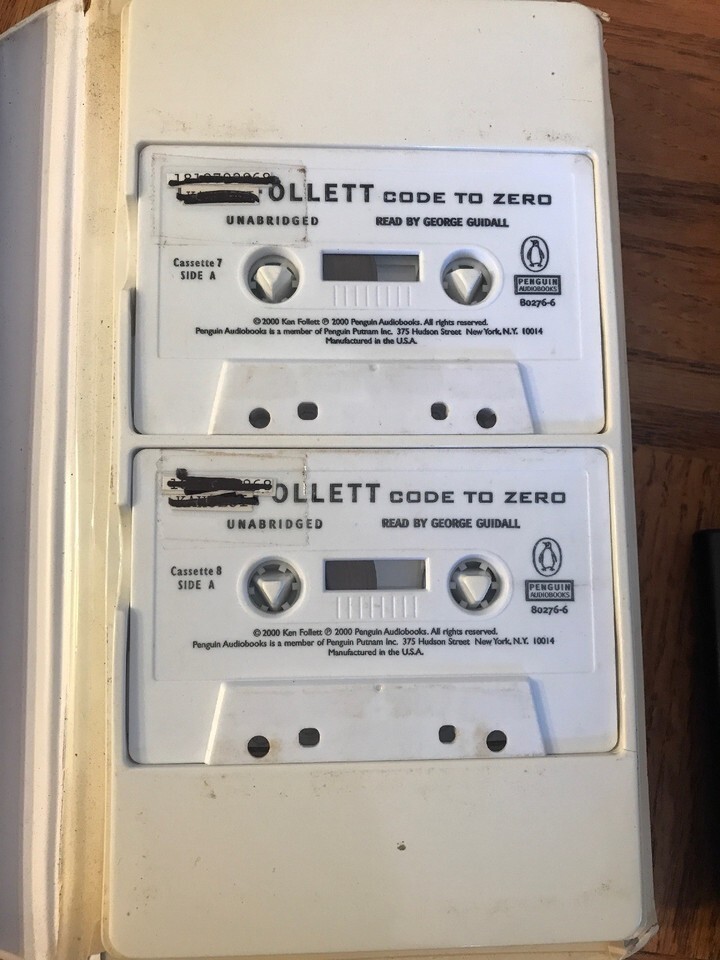 OLLETT CODE TO ZERO
UNABRIDGED READ BY GEORGE GUIDALL
Cassette 7
SIDE A
PENGUIN
AUDIOBOOKS
80276-6
© 2000 Ken Follett ℗ 2000 Penguin Audiobooks. All rights reserved.
Penguin Audiobooks is a member of Penguin Putnam Inc. 375 Hudson Street New York, N.Y. 10014
Manufactured in the U.S.A.
OLLETT CODE TO ZERO
UNABRIDGED READ BY GEORGE GUIDALL
Cassette 8
SIDE A
PENGUIN
AUDIOBOOKS
80276-6
© 2000 Ken Follett ℗ 2000 Penguin Audiobooks. All rights reserved.
Penguin Audiobooks is a member of Penguin Putnam Inc. 375 Hudson Street New York, N.Y. 10014
Manufactured in the U.S.A.